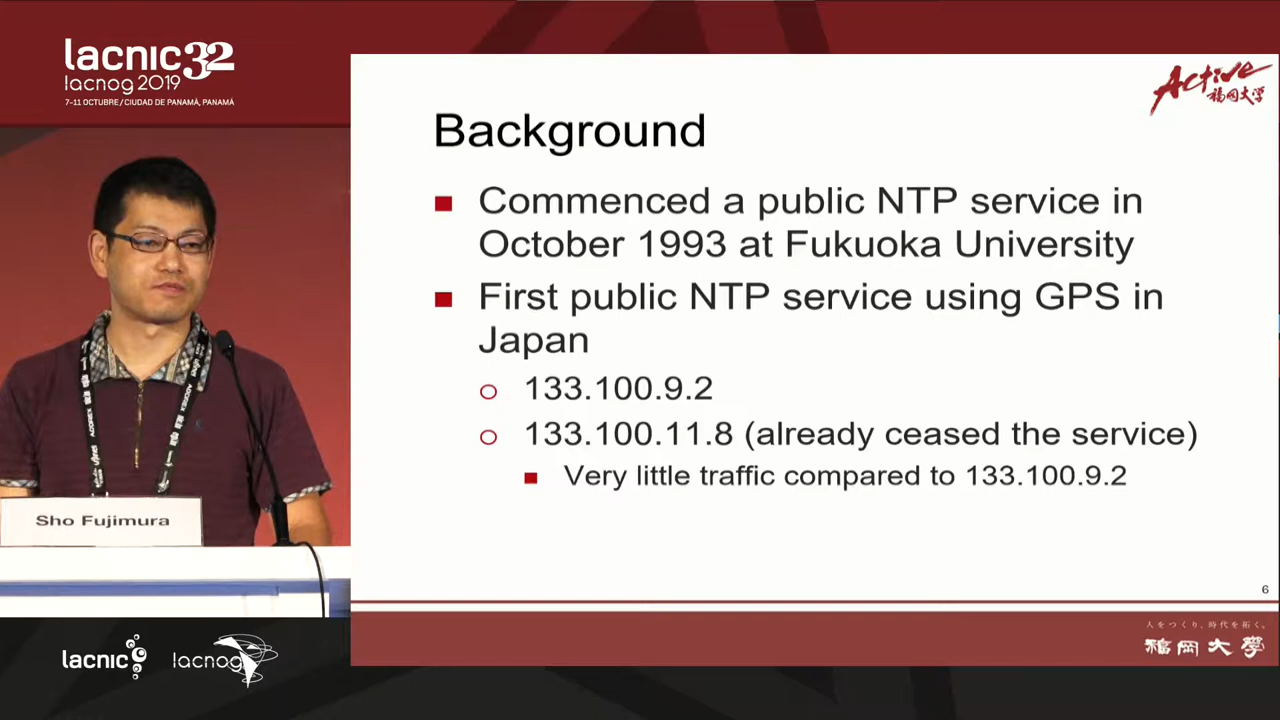 lacnic32
lacnog 2019
7-11 OCTUBRE / CIUDAD DE PANAMÁ, PANAMÁ
Active
福岡大学
Background
Commenced a public NTP service in
October 1993 at Fukuoka University
First public NTP service using GPS in
Japan
133.100.9.2
133.100.11.8 (already ceased the service)
Very little traffic compared to 133.100.9.2
6
Sho Fujimura
人をつくり、時代を拓く。
福岡大學
lacnic
lacnog